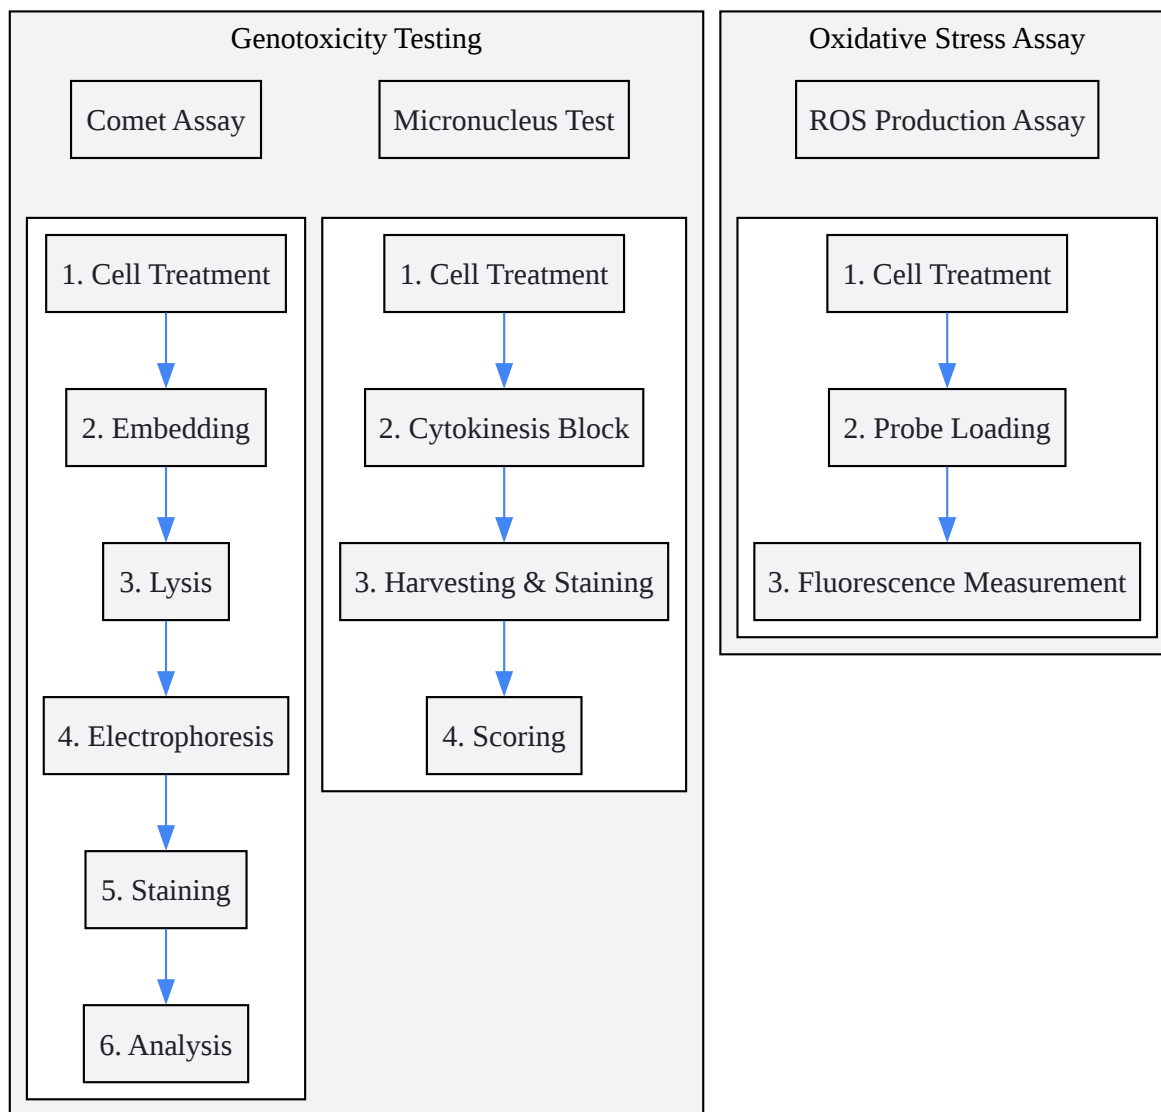 Genotoxicity Testing
Comet Assay
Micronucleus Test
1. Cell Treatment
2. Embedding
3. Lysis
4. Electrophoresis
5. Staining
6. Analysis
1. Cell Treatment
2. Cytokinesis Block
3. Harvesting & Staining
4. Scoring
Oxidative Stress Assay
ROS Production Assay
1. Cell Treatment
2. Probe Loading
3. Fluorescence Measurement